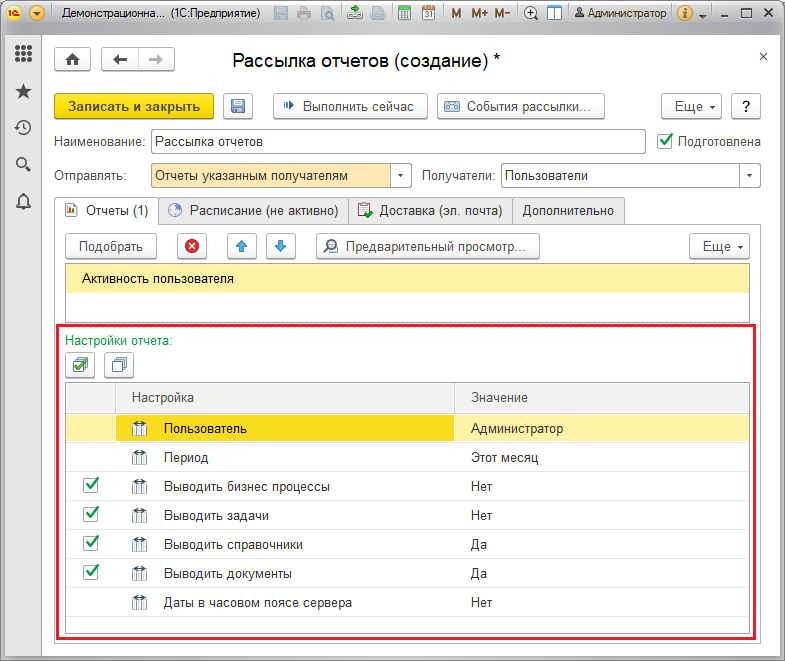 Демонстрационна... (1С:Предприятие) M M+ M- Администратор
Рассылка отчетов (создание) *
Записать и закрыть Выполнить сейчас События рассылки... Еще ?
Наименование: Рассылка отчетов Подготовлена
Отправлять: Отчеты указанным получателям Получатели: Пользователи
Отчеты (1) Расписание (не активно) Доставка (эл. почта) Дополнительно
Подобрать Предварительный просмотр... Еще
Активность пользователя
Настройки отчета:
Настройка Значение
Пользователь Администратор
Период Этот месяц
Выводить бизнес процессы Нет
Выводить задачи Нет
Выводить справочники Да
Выводить документы Да
Даты в часовом поясе сервера Нет